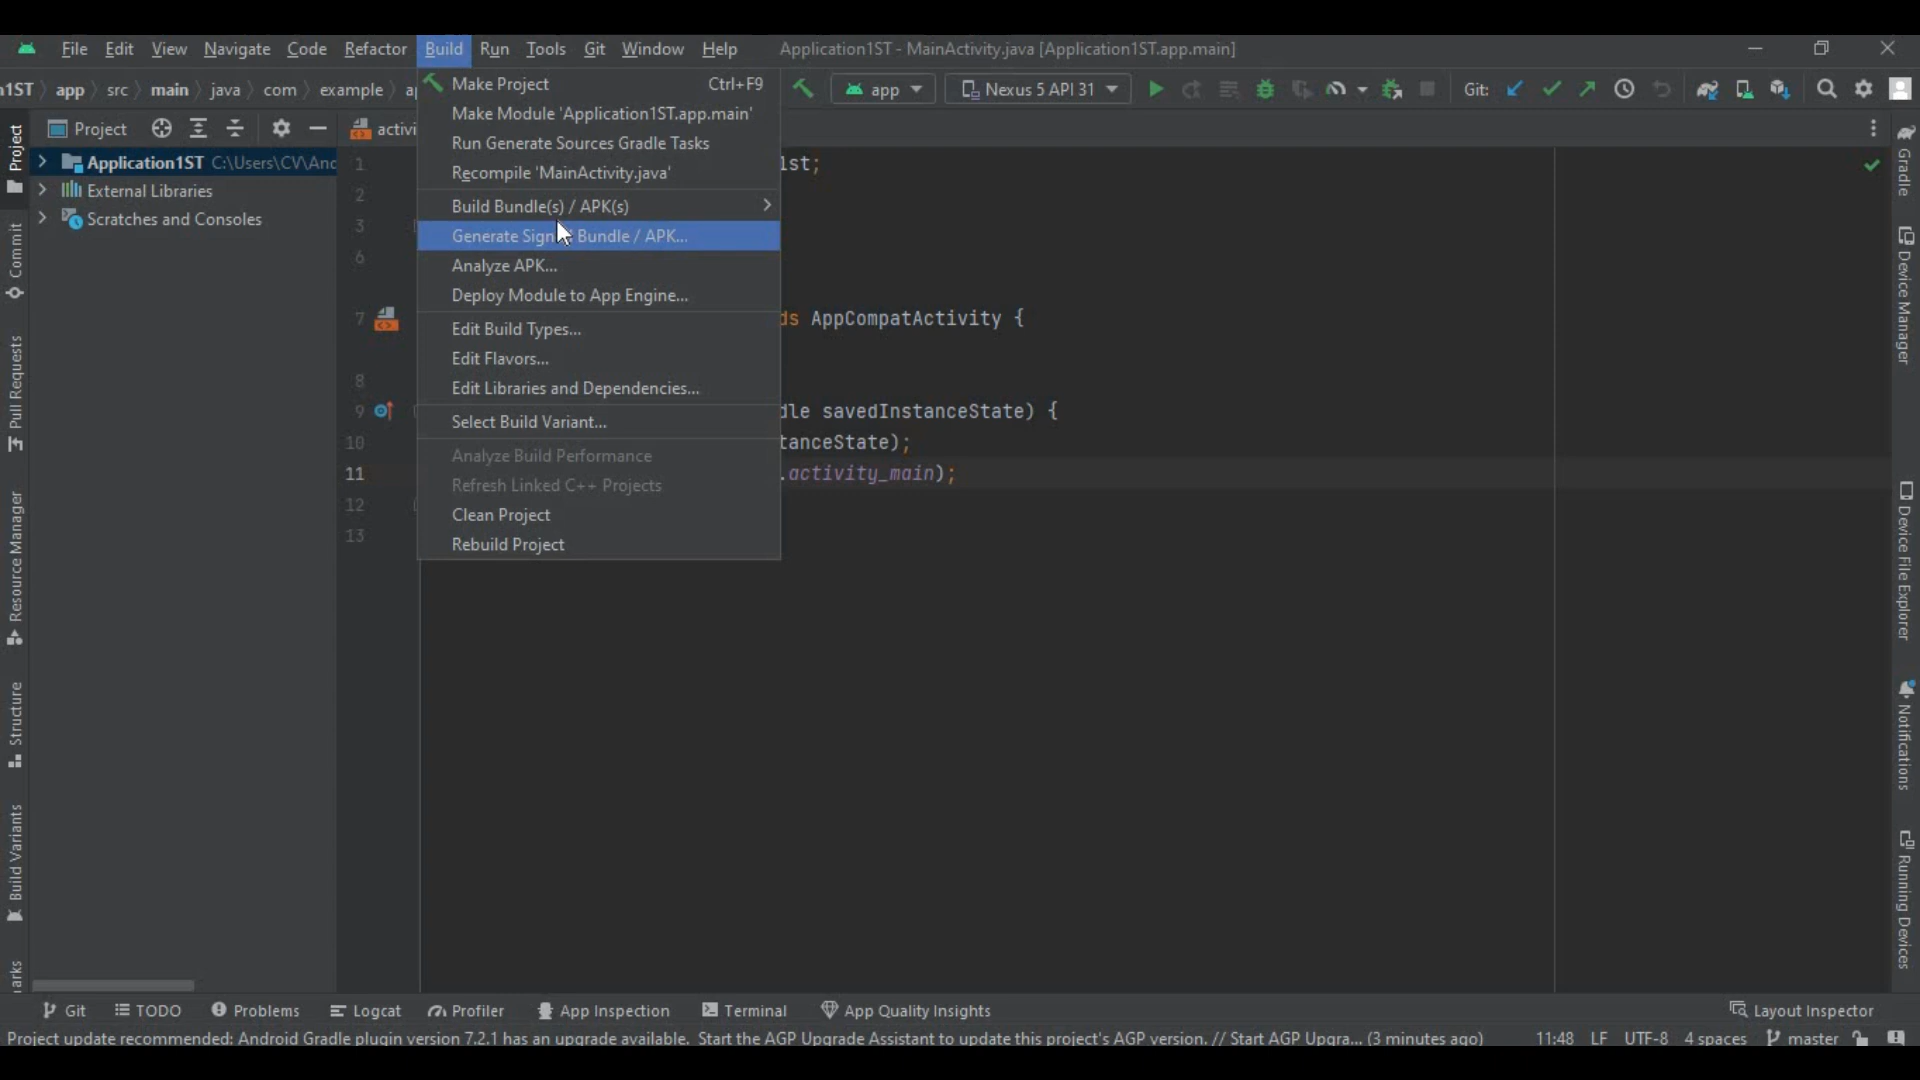 File Edit View Navigate Code Refactor Build Run Tools Git Window Help Application1ST - MainActivity.java [Application1ST.app.main]
1ST app src main java com example
app Nexus 5 API 31 Git:
Make Project Ctrl+F9
Make Module 'Application1ST.app.main'
Run Generate Sources Gradle Tasks
Recompile 'MainActivity.java'
Build Bundle(s) / APK(s)
Generate Sign Bundle / APK...
Analyze APK...
Deploy Module to App Engine...
Edit Build Types...
Edit Flavors...
Edit Libraries and Dependencies...
Select Build Variant...
Analyze Build Performance
Refresh Linked C++ Projects
Clean Project
Rebuild Project
Project
Application1ST C:\Users\CV\And
External Libraries
Scratches and Consoles
activi
1 1st;
2
3
6
7 ds AppCompatActivity {
8
9 dle savedInstanceState) {
10 tanceState);
11 .activity_main);
12
13
Project
Commit
Pull Requests
Resource Manager
Structure
Build Variants
arks
Gradle
Device Manager
Device File Explorer
Notifications
Running Devices
Git TODO Problems Logcat Profiler App Inspection Terminal App Quality Insights Layout Inspector
Project update recommended: Android Gradle plugin version 7.2.1 has an upgrade available. Start the AGP Upgrade Assistant to update this project's AGP version. // Start AGP Upgra... (3 minutes ago) 11:48 LF UTF-8 4 spaces master